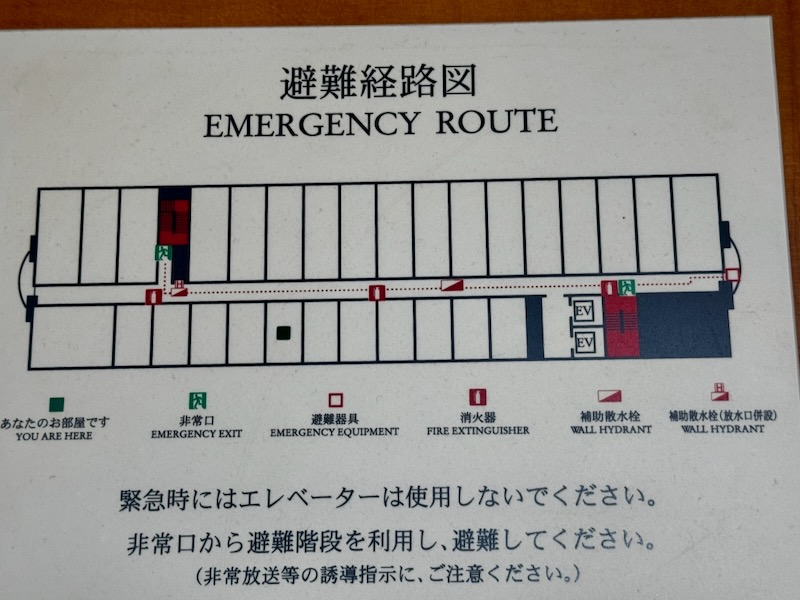 避難経路図
EMERGENCY ROUTE
H
EV
EV
あなたのお部屋です
YOU ARE HERE
非常口
EMERGENCY EXIT
避難器具
EMERGENCY EQUIPMENT
消火器
FIRE EXTINGUISHER
補助散水栓
WALL HYDRANT
H
補助散水栓(放水口併設)
WALL HYDRANT
緊急時にはエレベーターは使用しないでください。
非常口から避難階段を利用し、避難してください。
(非常放送等の誘導指示に、ご注意ください。)